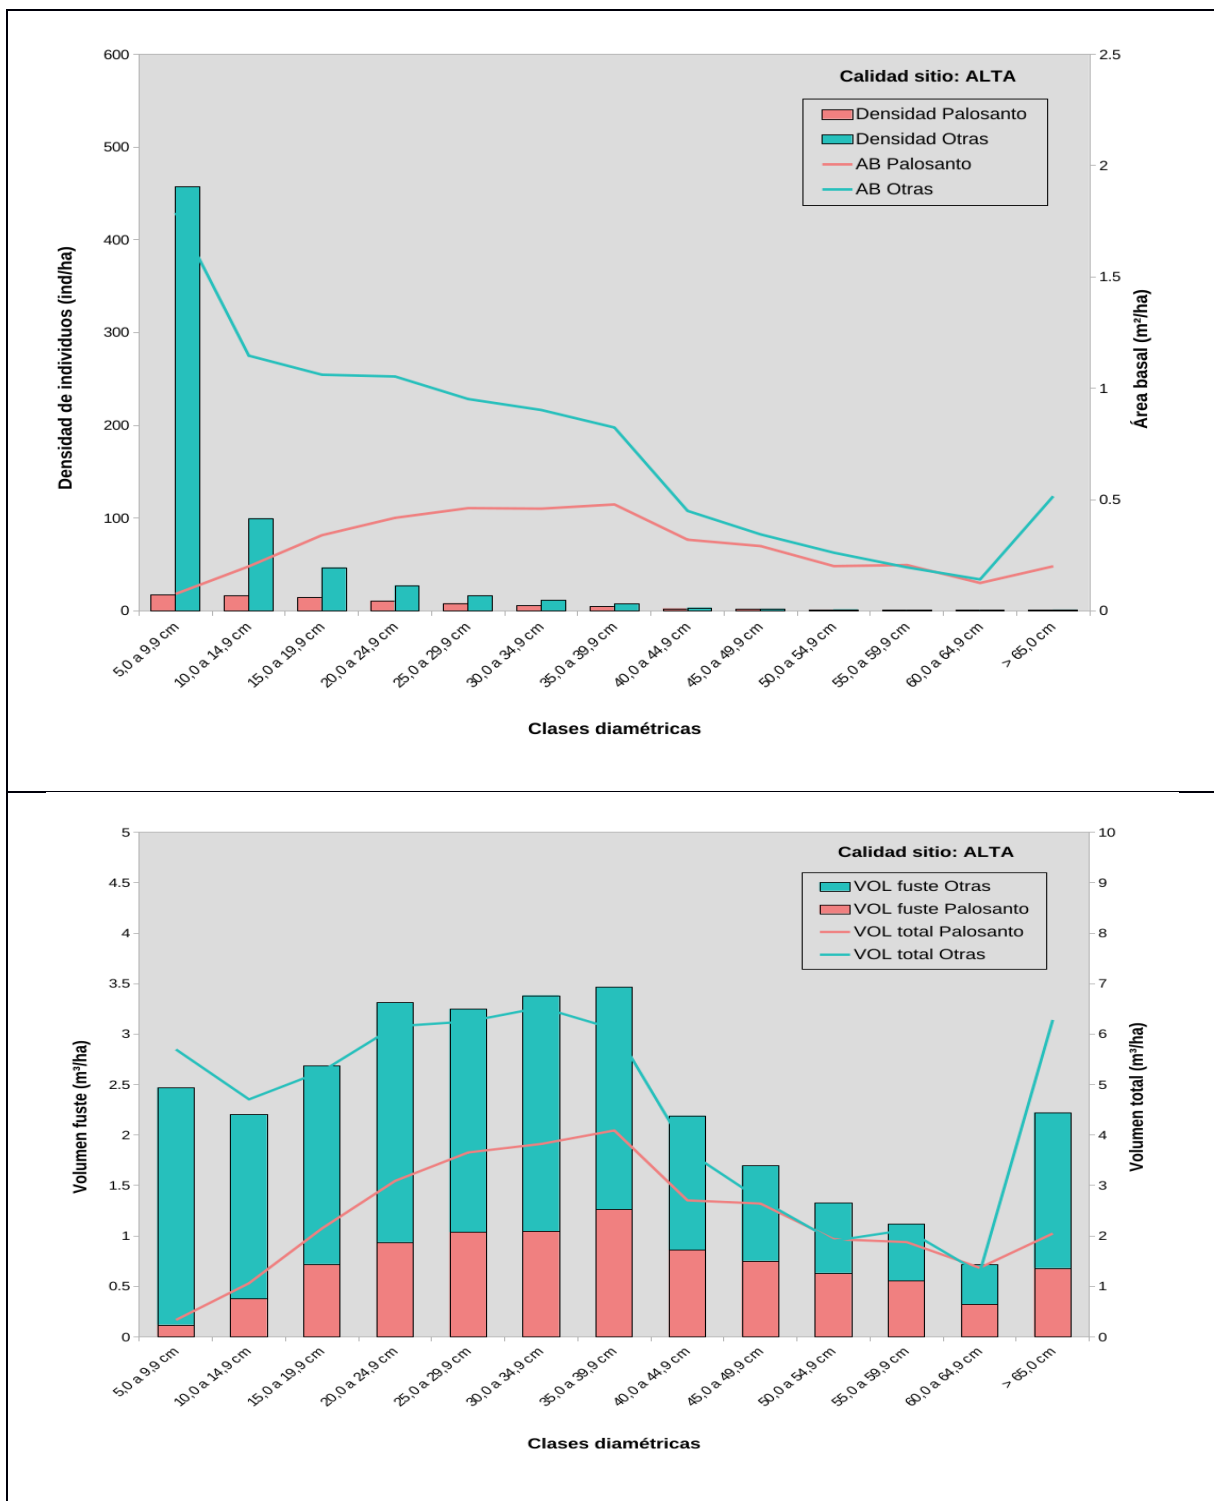 600
500
400
300
200
100
0
2.5
2
1.5
1
0.5
0
Densidad de individuos (ind/ha)
Área basal (m²/ha)
Calidad sitio: ALTA
Densidad Palosanto
Densidad Otras
AB Palosanto
AB Otras
5,0 a 9,9 cm
10,0 a 14,9 cm
15,0 a 19,9 cm
20,0 a 24,9 cm
25,0 a 29,9 cm
30,0 a 34,9 cm
35,0 a 39,9 cm
40,0 a 44,9 cm
45,0 a 49,9 cm
50,0 a 54,9 cm
55,0 a 59,9 cm
60,0 a 64,9 cm
> 65,0 cm
Clases diamétricas
5
4.5
4
3.5
3
2.5
2
1.5
1
0.5
0
10
9
8
7
6
5
4
3
2
1
0
Volumen fuste (m³/ha)
Volumen total (m³/ha)
Calidad sitio: ALTA
VOL fuste Otras
VOL fuste Palosanto
VOL total Palosanto
VOL total Otras
5,0 a 9,9 cm
10,0 a 14,9 cm
15,0 a 19,9 cm
20,0 a 24,9 cm
25,0 a 29,9 cm
30,0 a 34,9 cm
35,0 a 39,9 cm
40,0 a 44,9 cm
45,0 a 49,9 cm
50,0 a 54,9 cm
55,0 a 59,9 cm
60,0 a 64,9 cm
> 65,0 cm
Clases diamétricas